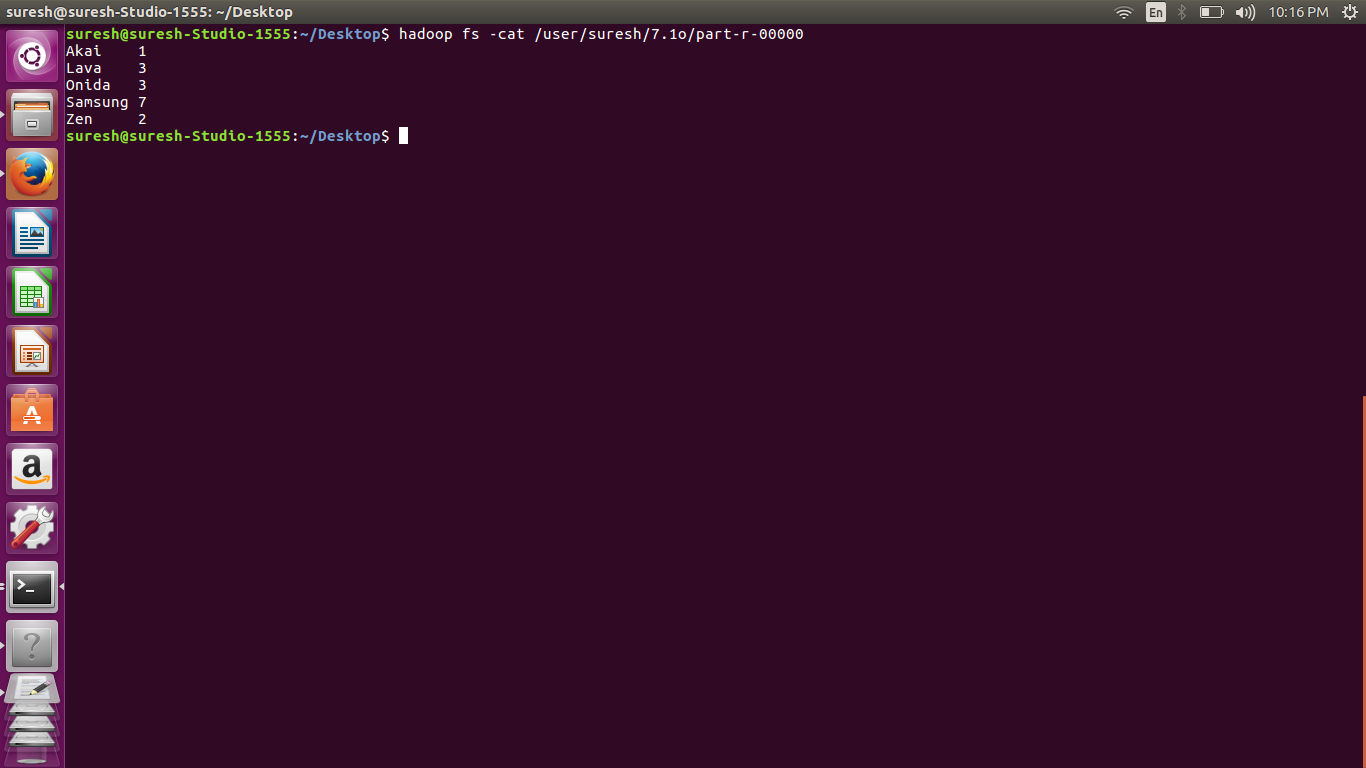 suresh@suresh-Studio-1555: ~/Desktop
En
10:16 PM
suresh@suresh-Studio-1555:~/Desktop$ hadoop fs -cat /user/suresh/7.1o/part-r-00000
Akai	1
Lava	3
Onida	3
Samsung	7
Zen	2
suresh@suresh-Studio-1555:~/Desktop$